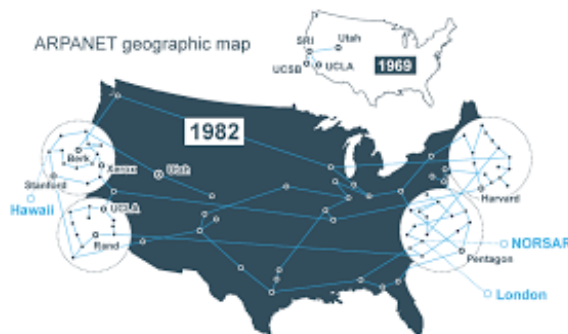 ARPANET geographic map
SRI
Utah
UCSB
UCLA
1969
1982
Berk.
Xerox
Utah
Stanford
Hawaii
UCLA
Rand
Harvard
NORSAR
Pentagon
London